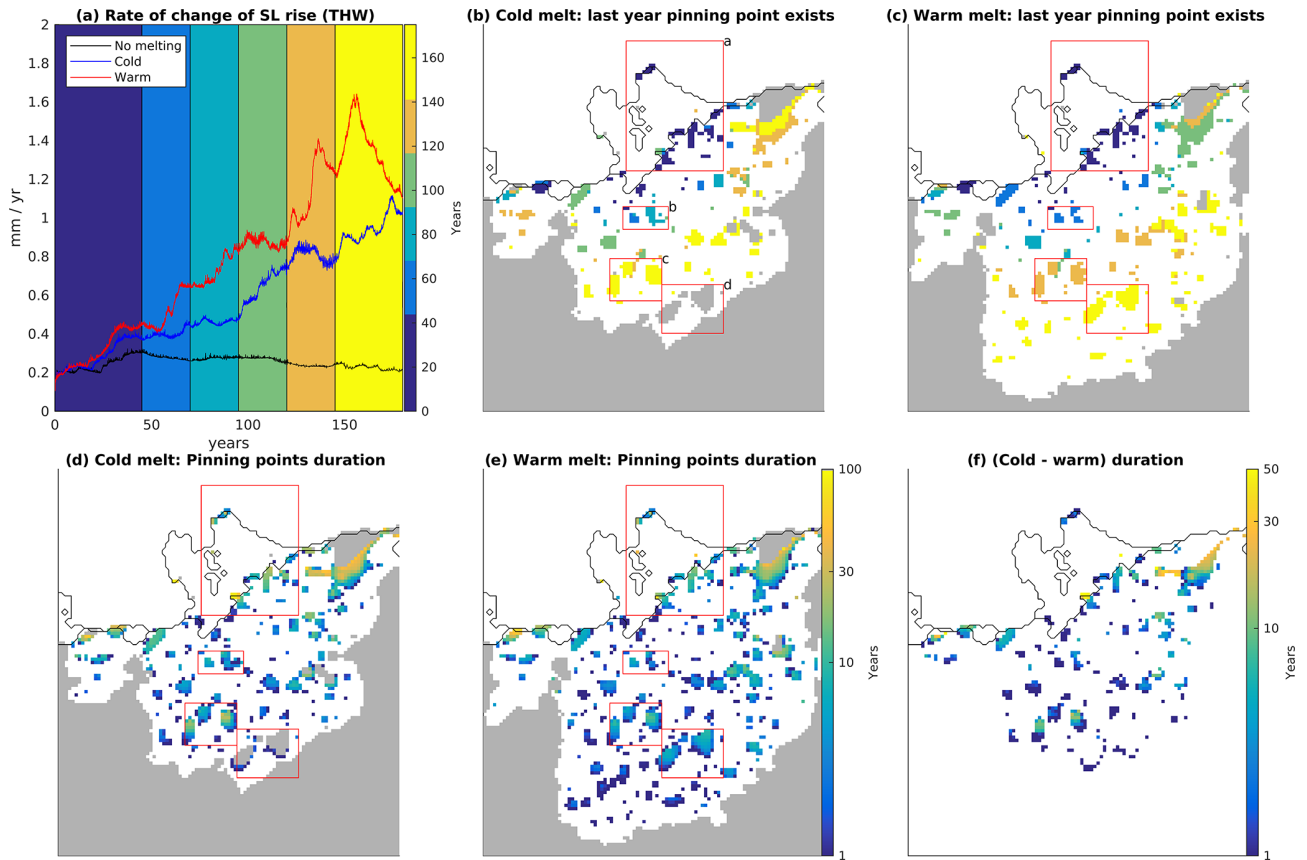 (a) Rate of change of SL rise (THW)
2
1.8
1.6
1.4
1.2
1
0.8
0.6
0.4
0.2
0
mm / yr
No melting
Cold
Warm
0
50
100
150
years
160
140
120
100
80
60
40
20
0
Years
(b) Cold melt: last year pinning point exists
a
b
c
d
(c) Warm melt: last year pinning point exists
(d) Cold melt: Pinning points duration
(e) Warm melt: Pinning points duration
100
30
10
1
Years
(f) (Cold - warm) duration
50
30
10
1
Years